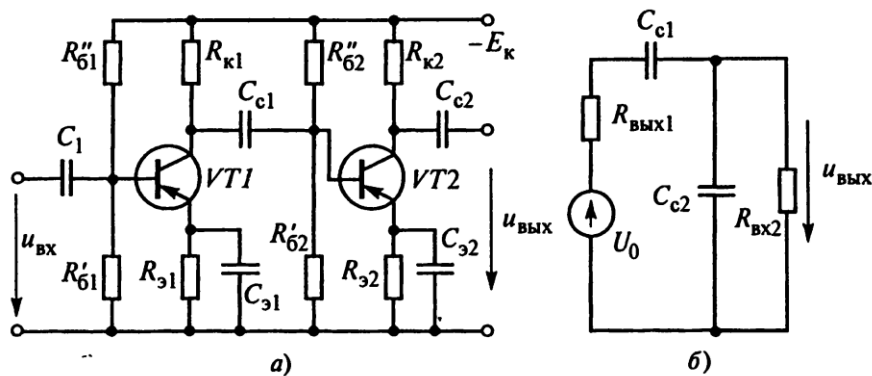 R″б1
Rк1
R″б2
Rк2
−Eк
Cс1
Cс2
C1
VT1
VT2
uвх
R′б1
Rэ1
Cэ1
R′б2
Rэ2
Cэ2
uвых
а)
Cс1
Rвых1
U0
Cс2
Rвх2
uвых
б)